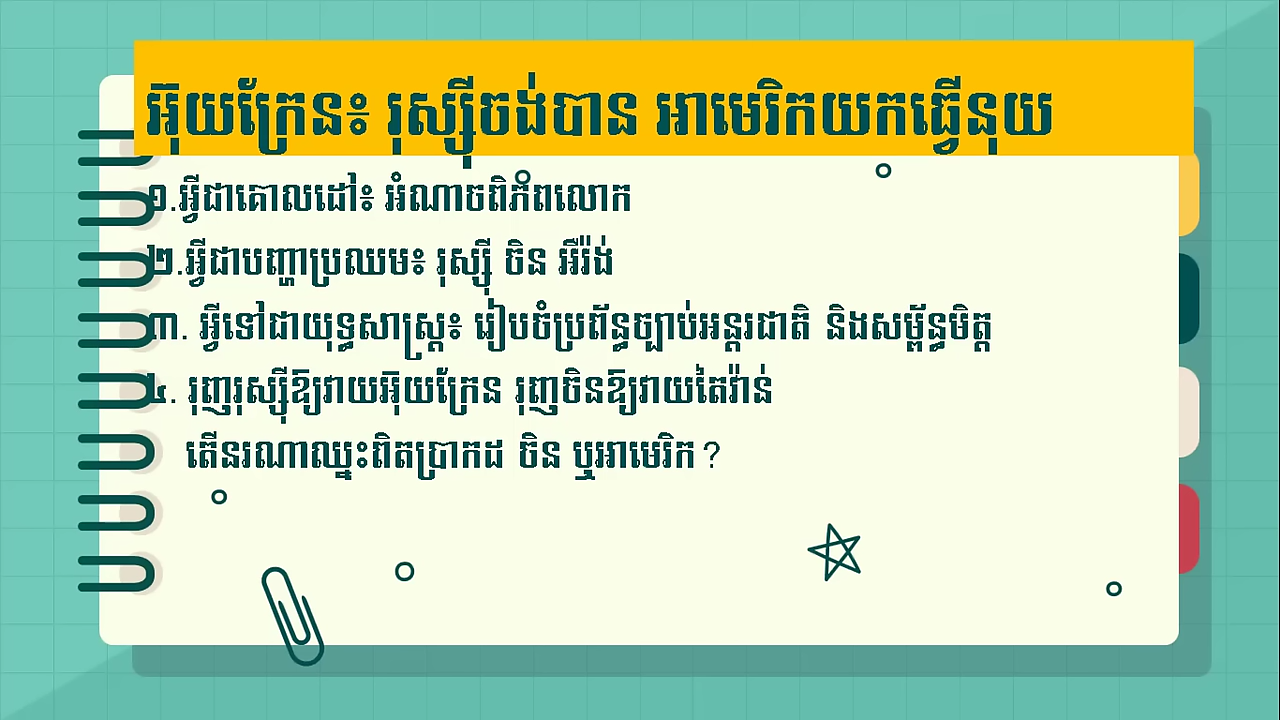 អ៊ុយក្រែន៖ រុស្ស៊ីចង់បាន អាមេរិកយកធ្វើនុយ
១.អ្វីជាគោលដៅ៖ អំណាចពិភពលោក
២.អ្វីជាបញ្ហាប្រឈម៖ រុស្ស៊ី ចិន អ៊ីរ៉ង់
៣. អ្វីទៅជាយុទ្ធសាស្ត្រ៖ រៀបចំប្រព័ន្ធច្បាប់អន្តរជាតិ និងសម្ព័ន្ធមិត្ត
៤. រុញរុស្ស៊ីឱ្យវាយអ៊ុយក្រែន រុញចិនឱ្យវាយតៃវ៉ាន់
តើនរណាឈ្នះពិតប្រាកដ ចិន ឬអាមេរិក?